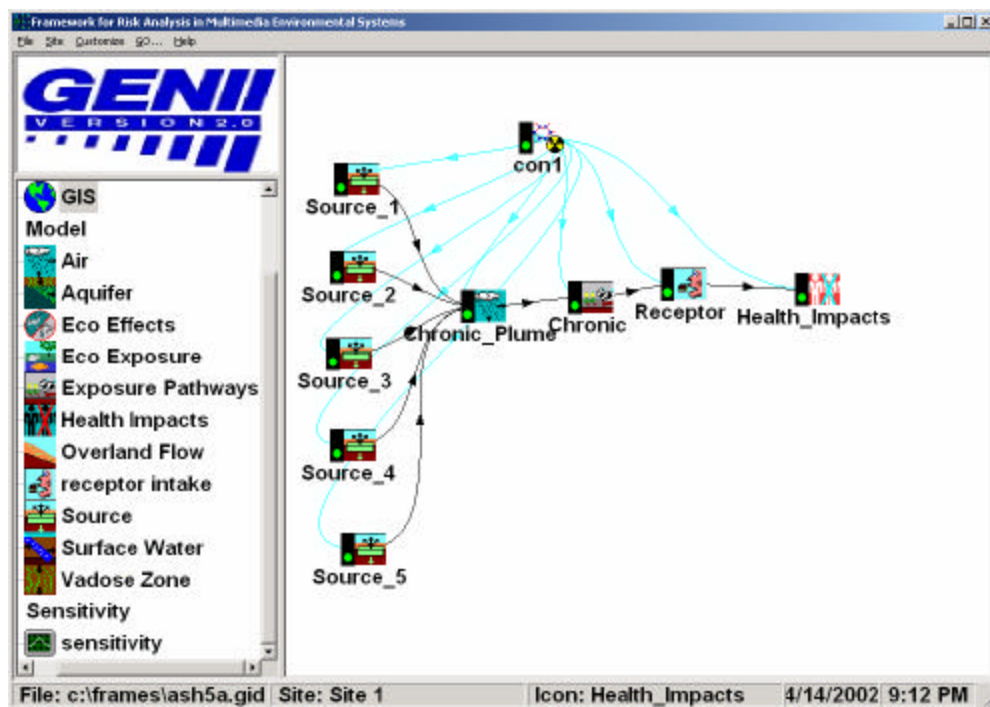 Framework for Risk Analysis in Multimedia Environmental Systems
File Site Customize GO... Help
GENII
VERSION 2.0
GIS
Model
Air
Aquifer
Eco Effects
Eco Exposure
Exposure Pathways
Health Impacts
Overland Flow
receptor intake
Source
Surface Water
Vadose Zone
Sensitivity
sensitivity
con1
Source_1
Source_2
Chronic_Plume
Chronic
Receptor
Health_Impacts
Source_3
Source_4
Source_5
File: c:\frames\ash5a.gid Site: Site 1 Icon: Health_Impacts 4/14/2002 9:12 PM